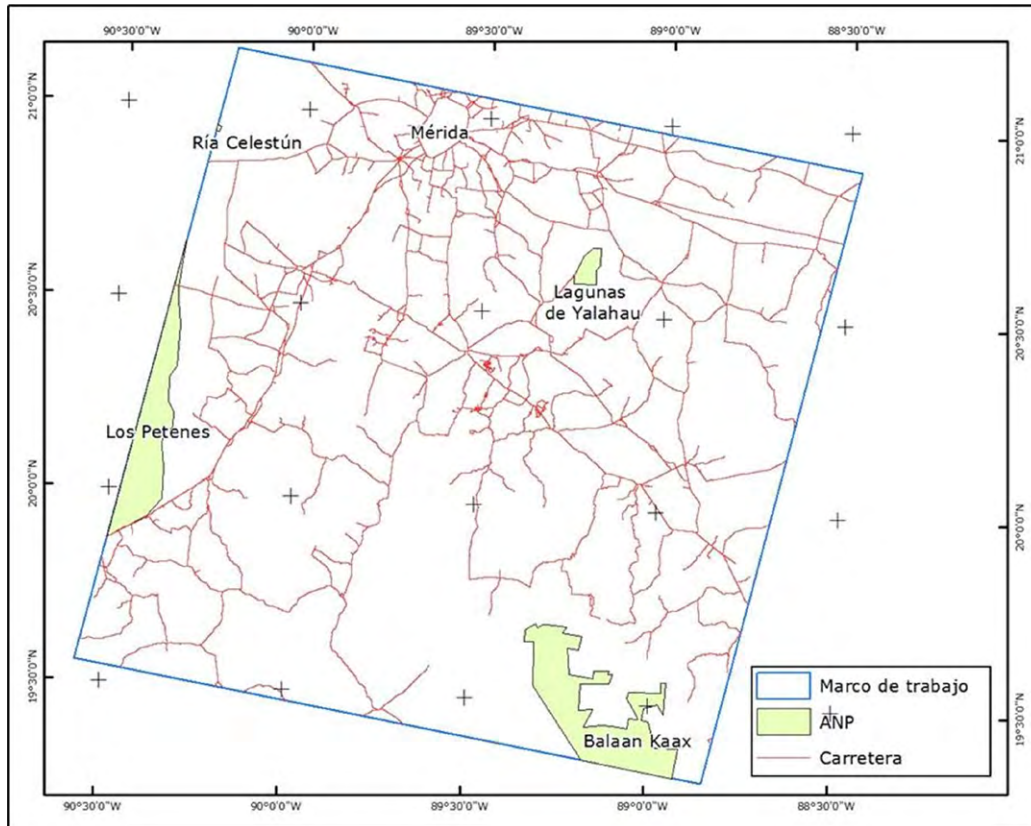 90°30'0"W 90°0'0"W 89°30'0"W 89°0'0"W 88°30'0"W
21°0'0"N
21°0'0"N
Mérida
Ría Celestún
Lagunas
de Yalahau
20°30'0"N
20°30'0"N
Los Petenes
20°0'0"N
20°0'0"N
19°30'0"N
19°30'0"N
Balaan Kaax
Marco de trabajo
ANP
Carretera
90°30'0"W 90°0'0"W 89°30'0"W 89°0'0"W 88°30'0"W